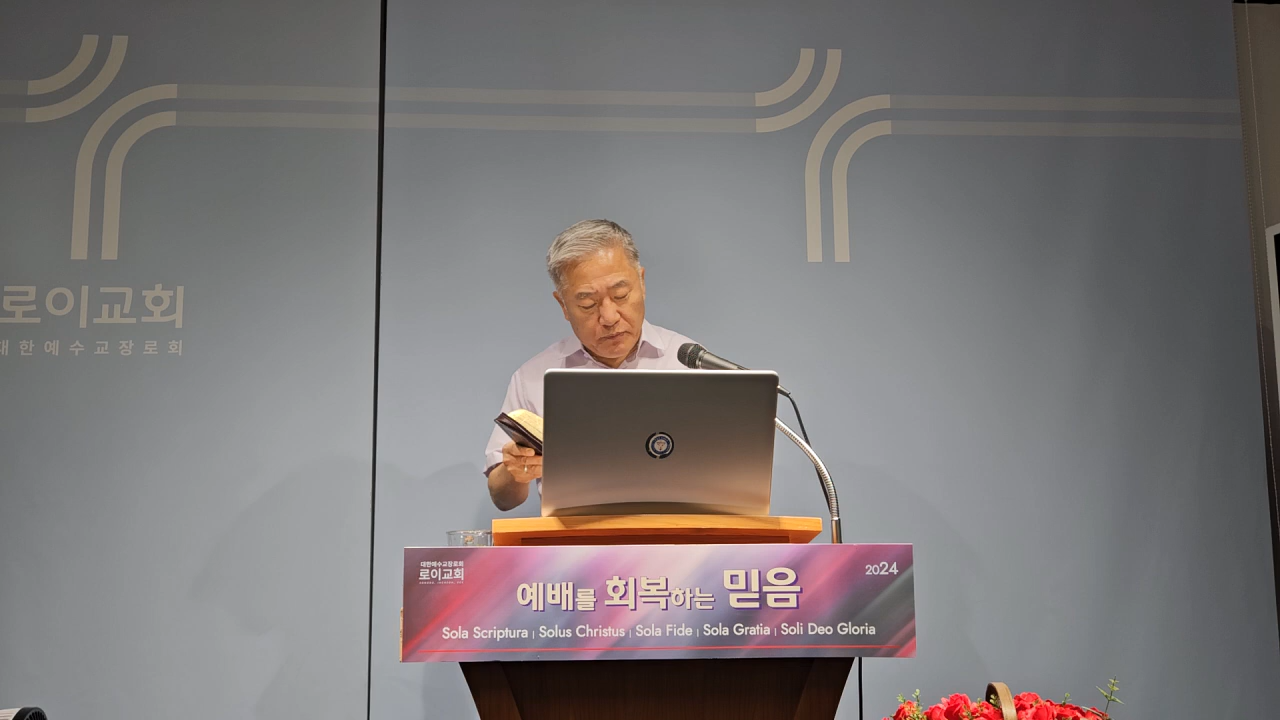 로이교회
대한예수교장로회
대한예수교장로회
로이교회
2024
예배를 회복하는 믿음
Sola Scriptura | Solus Christus | Sola Fide | Sola Gratia | Soli Deo Gloria